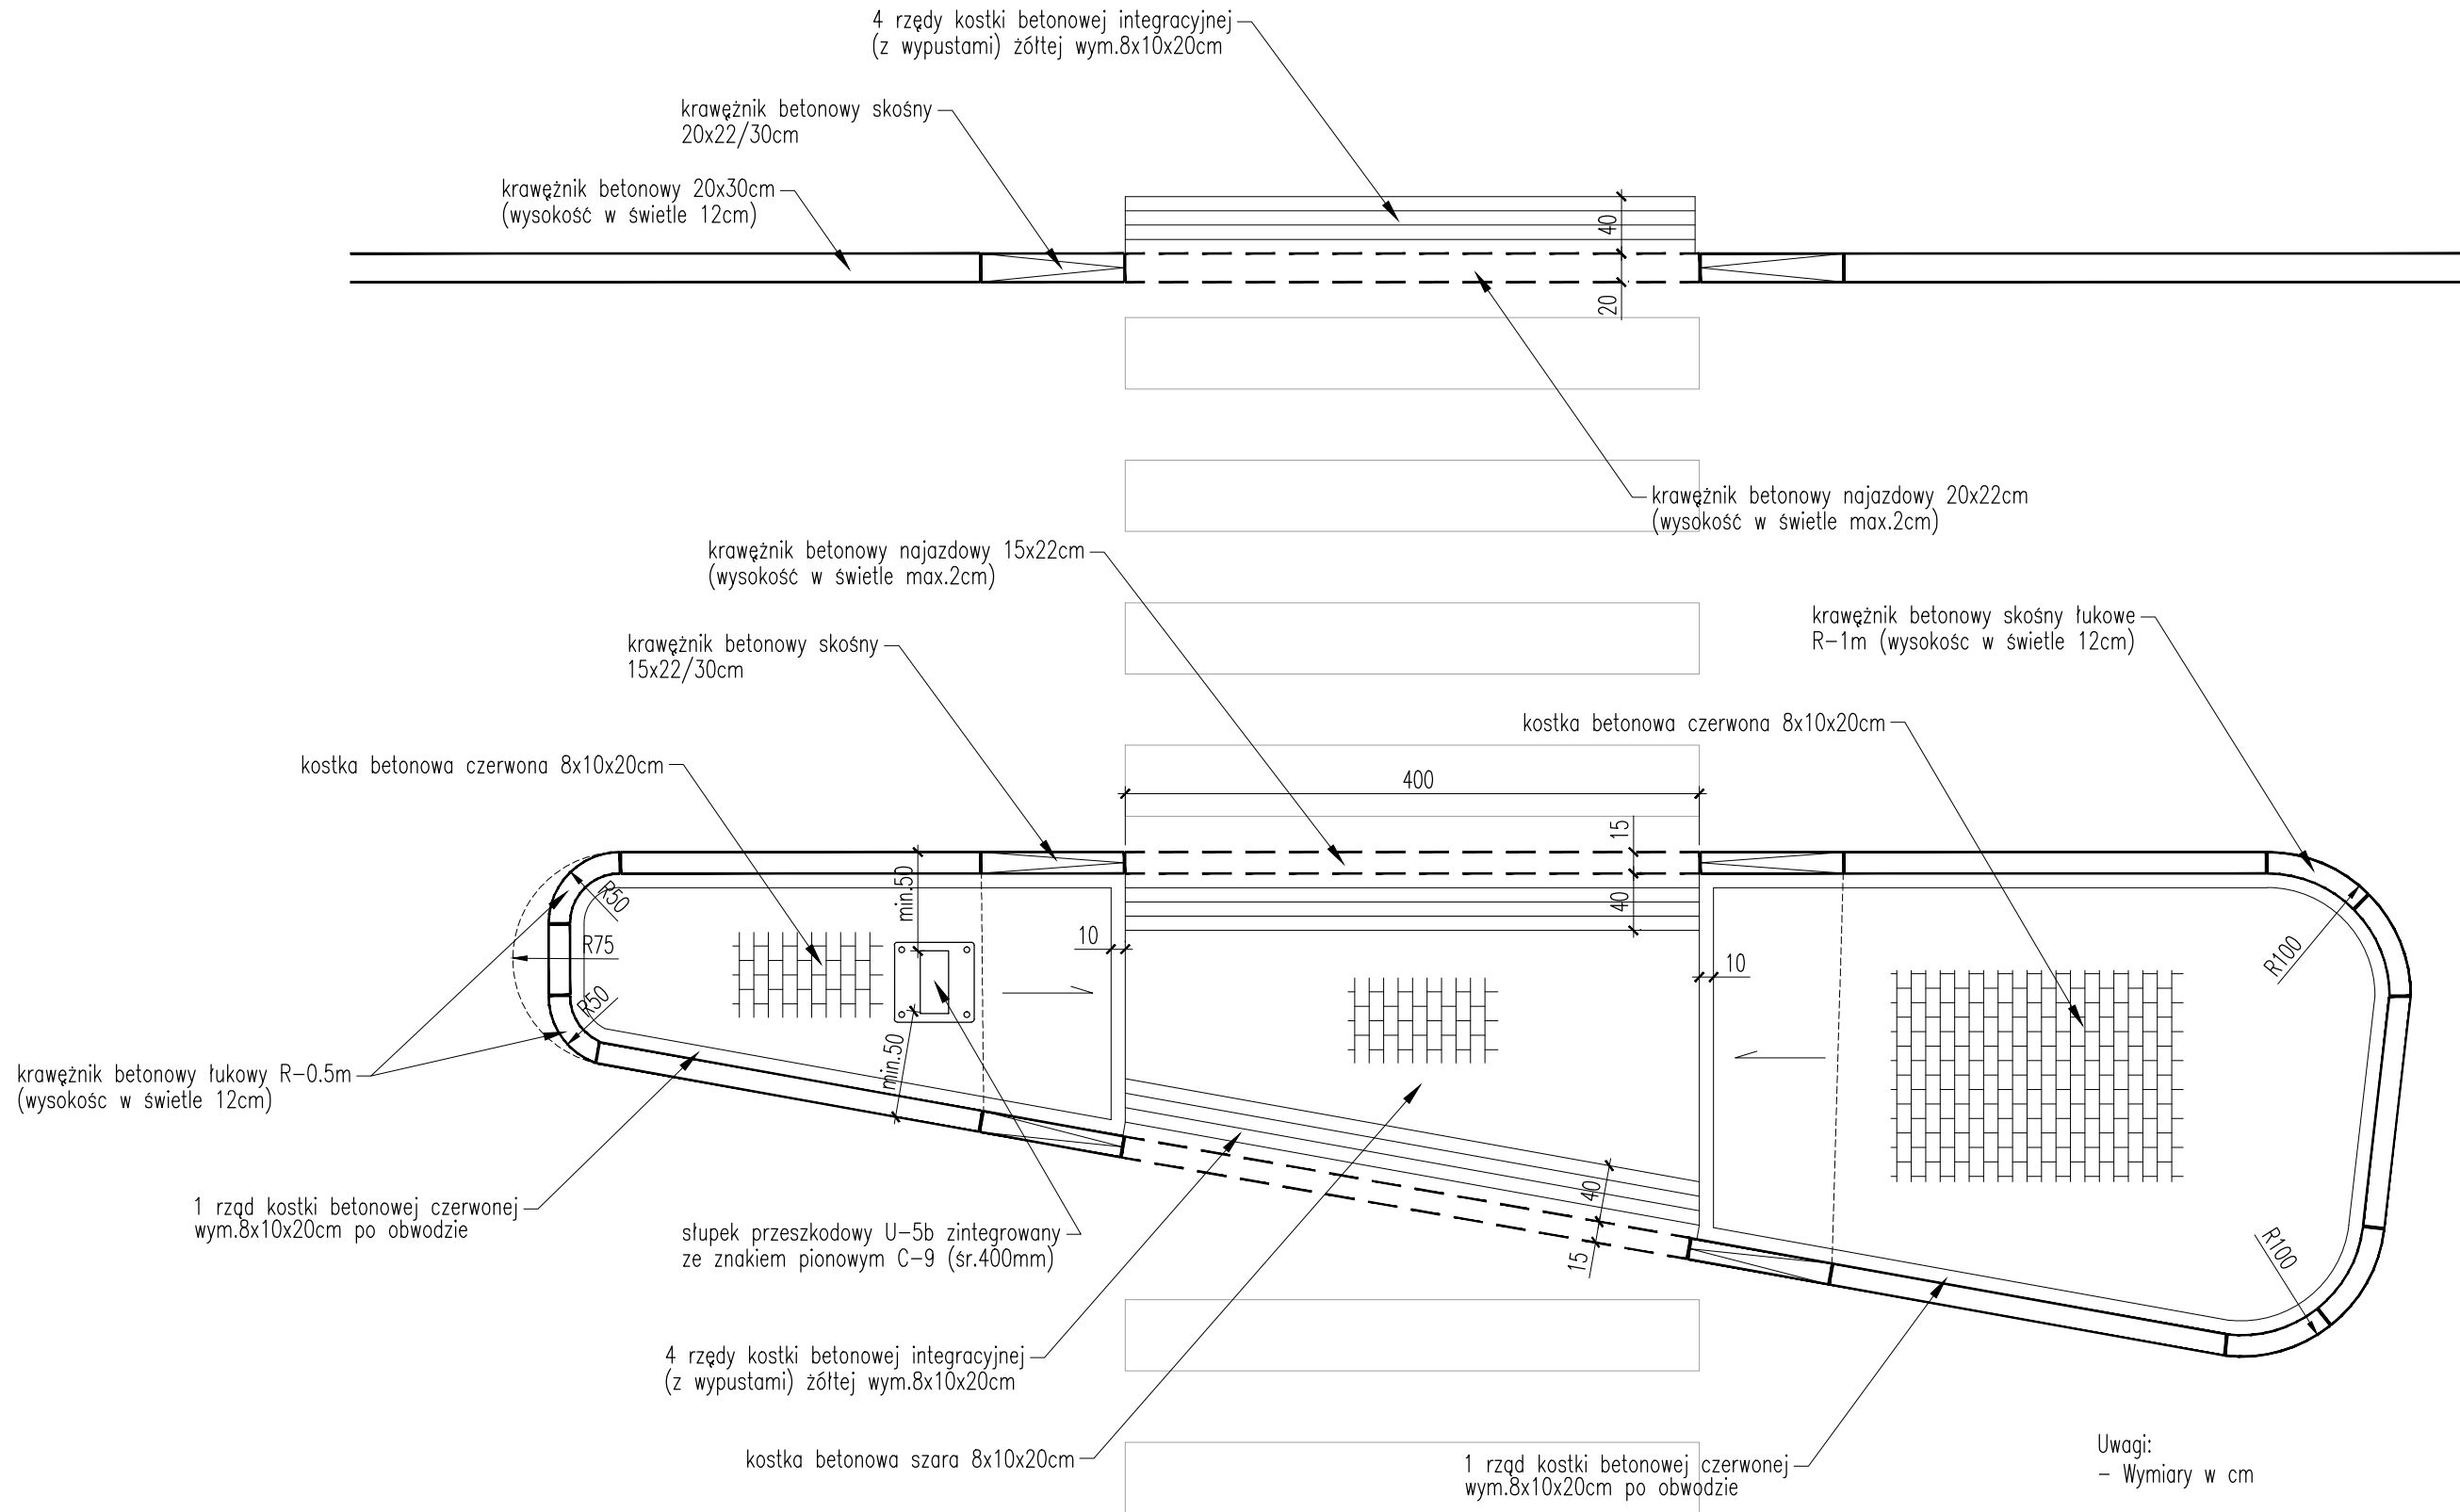 4 rzędy kostki betonowej integracyjnej
(z wypustami) żółtej wym.8x10x20cm
krawężnik betonowy skośny
20x22/30cm
krawężnik betonowy 20x30cm
(wysokość w świetle 12cm)
40
20
krawężnik betonowy najazdowy 20x22cm
(wysokość w świetle max.2cm)
krawężnik betonowy najazdowy 15x22cm
(wysokość w świetle max.2cm)
krawężnik betonowy skośny
15x22/30cm
krawężnik betonowy skośny łukowe
R-1m (wysokośc w świetle 12cm)
kostka betonowa czerwona 8x10x20cm
kostka betonowa czerwona 8x10x20cm
400
15
40
min.50
R50
R75
R50
10
10
R100
min.50
krawężnik betonowy łukowy R-0.5m
(wysokośc w świetle 12cm)
1 rząd kostki betonowej czerwonej
wym.8x10x20cm po obwodzie
słupek przeszkodowy U-5b zintegrowany
ze znakiem pionowym C-9 (śr.400mm)
40
15
R100
4 rzędy kostki betonowej integracyjnej
(z wypustami) żółtej wym.8x10x20cm
kostka betonowa szara 8x10x20cm
1 rząd kostki betonowej czerwonej
wym.8x10x20cm po obwodzie
Uwagi:
- Wymiary w cm